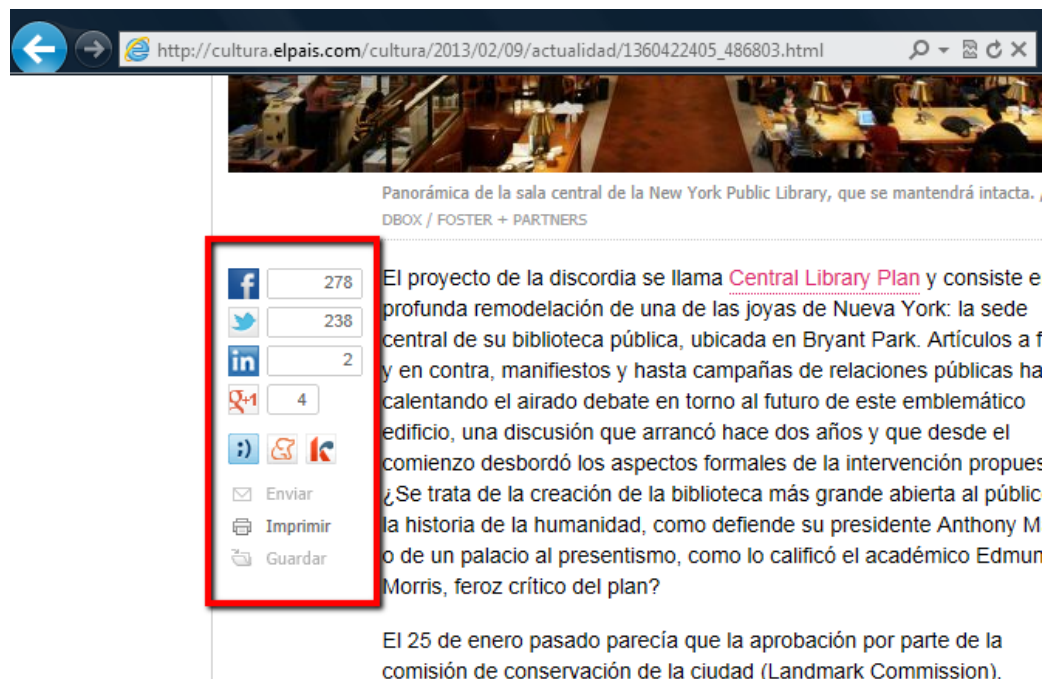 http://cultura.elpais.com/cultura/2013/02/09/actualidad/1360422405_486803.html
Panorámica de la sala central de la New York Public Library, que se mantendrá intacta. /
DBOX / FOSTER + PARTNERS
f 278
238
in 2
g+1 4
;)
Enviar
Imprimir
Guardar
El proyecto de la discordia se llama Central Library Plan y consiste e
profunda remodelación de una de las joyas de Nueva York: la sede
central de su biblioteca pública, ubicada en Bryant Park. Artículos a f
y en contra, manifiestos y hasta campañas de relaciones públicas ha
calentando el airado debate en torno al futuro de este emblemático
edificio, una discusión que arrancó hace dos años y que desde el
comienzo desbordó los aspectos formales de la intervención propues
¿Se trata de la creación de la biblioteca más grande abierta al públic
la historia de la humanidad, como defiende su presidente Anthony M
o de un palacio al presentismo, como lo calificó el académico Edmun
Morris, feroz crítico del plan?
El 25 de enero pasado parecía que la aprobación por parte de la
comisión de conservación de la ciudad (Landmark Commission),